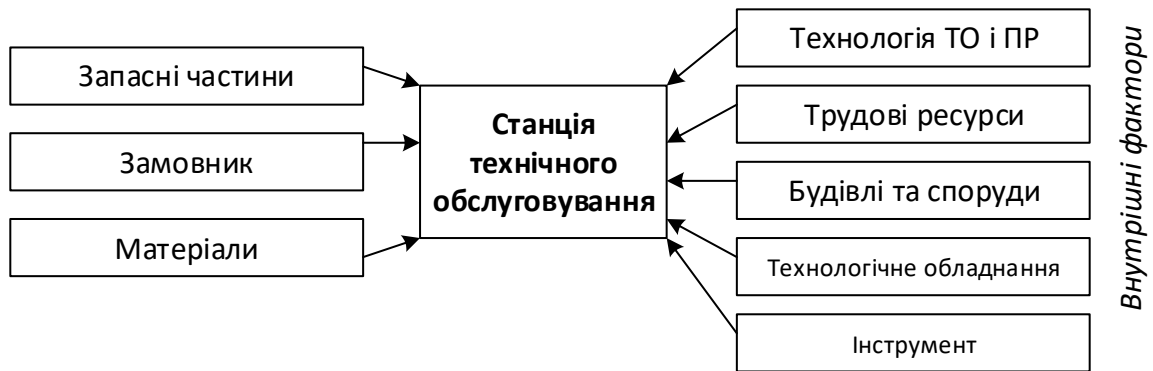 Запасні частини
Замовник
Матеріали
Станція
технічного
обслуговування
Технологія ТО і ПР
Трудові ресурси
Будівлі та споруди
Технологічне обладнання
Інструмент
Внутрішні фактори